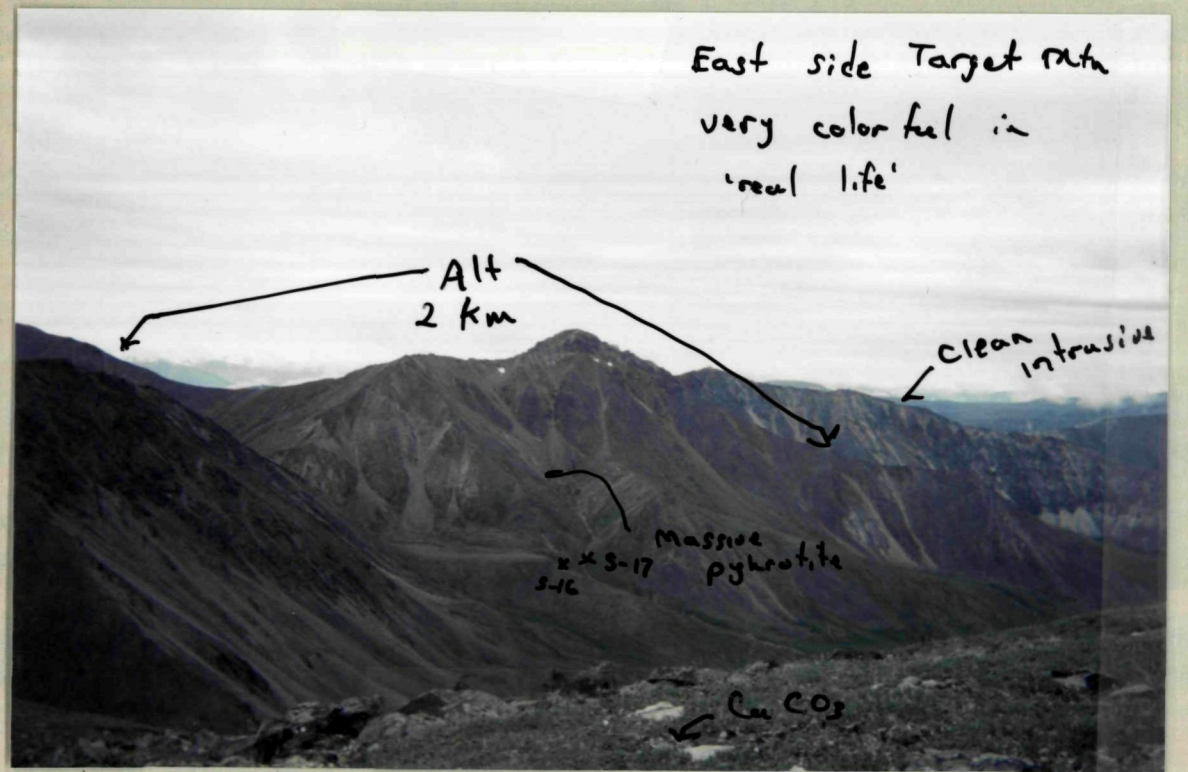 East side Target mtn
very colorful in
'real life'
Alt
2 Km
clean
intrusive
Massive
pyhrotite
S-17
S-16
Cu CO3